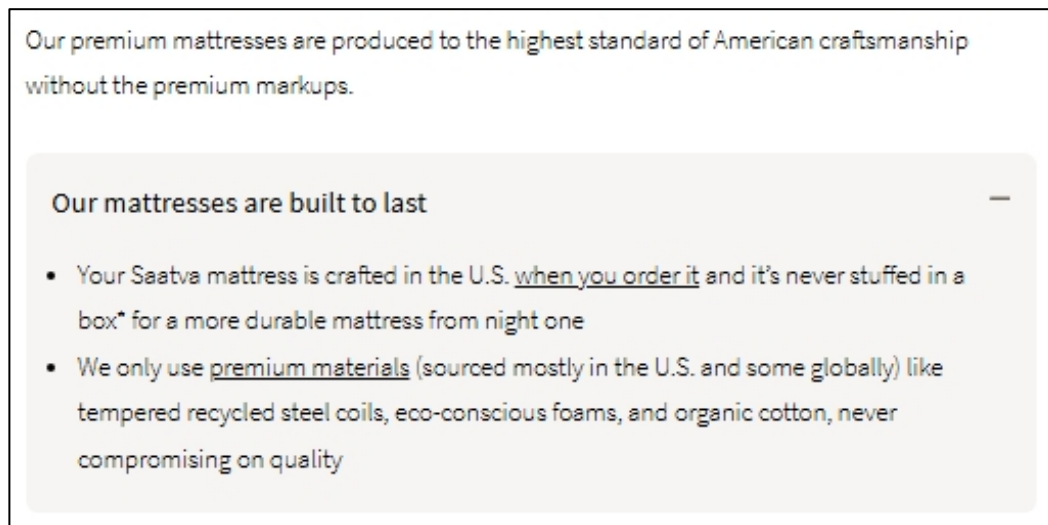 Our premium mattresses are produced to the highest standard of American craftsmanship
without the premium markups.
Our mattresses are built to last
• Your Saatva mattress is crafted in the U.S. when you order it and it's never stuffed in a
box* for a more durable mattress from night one
• We only use premium materials (sourced mostly in the U.S. and some globally) like
tempered recycled steel coils, eco-conscious foams, and organic cotton, never
compromising on quality